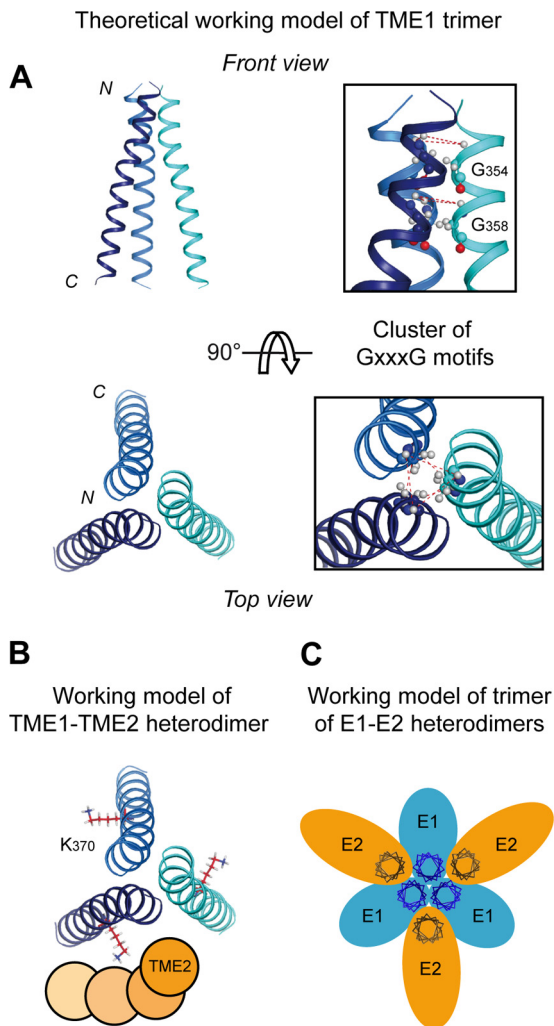 Theoretical working model of TME1 trimer
Front view
A
N
C
G354
G358
90°
Cluster of
GxxxG motifs
C
N
Top view
B
Working model of
TME1-TME2 heterodimer
K370
TME2
C
Working model of trimer
of E1-E2 heterodimers
E1
E2
E2
E1
E1
E2